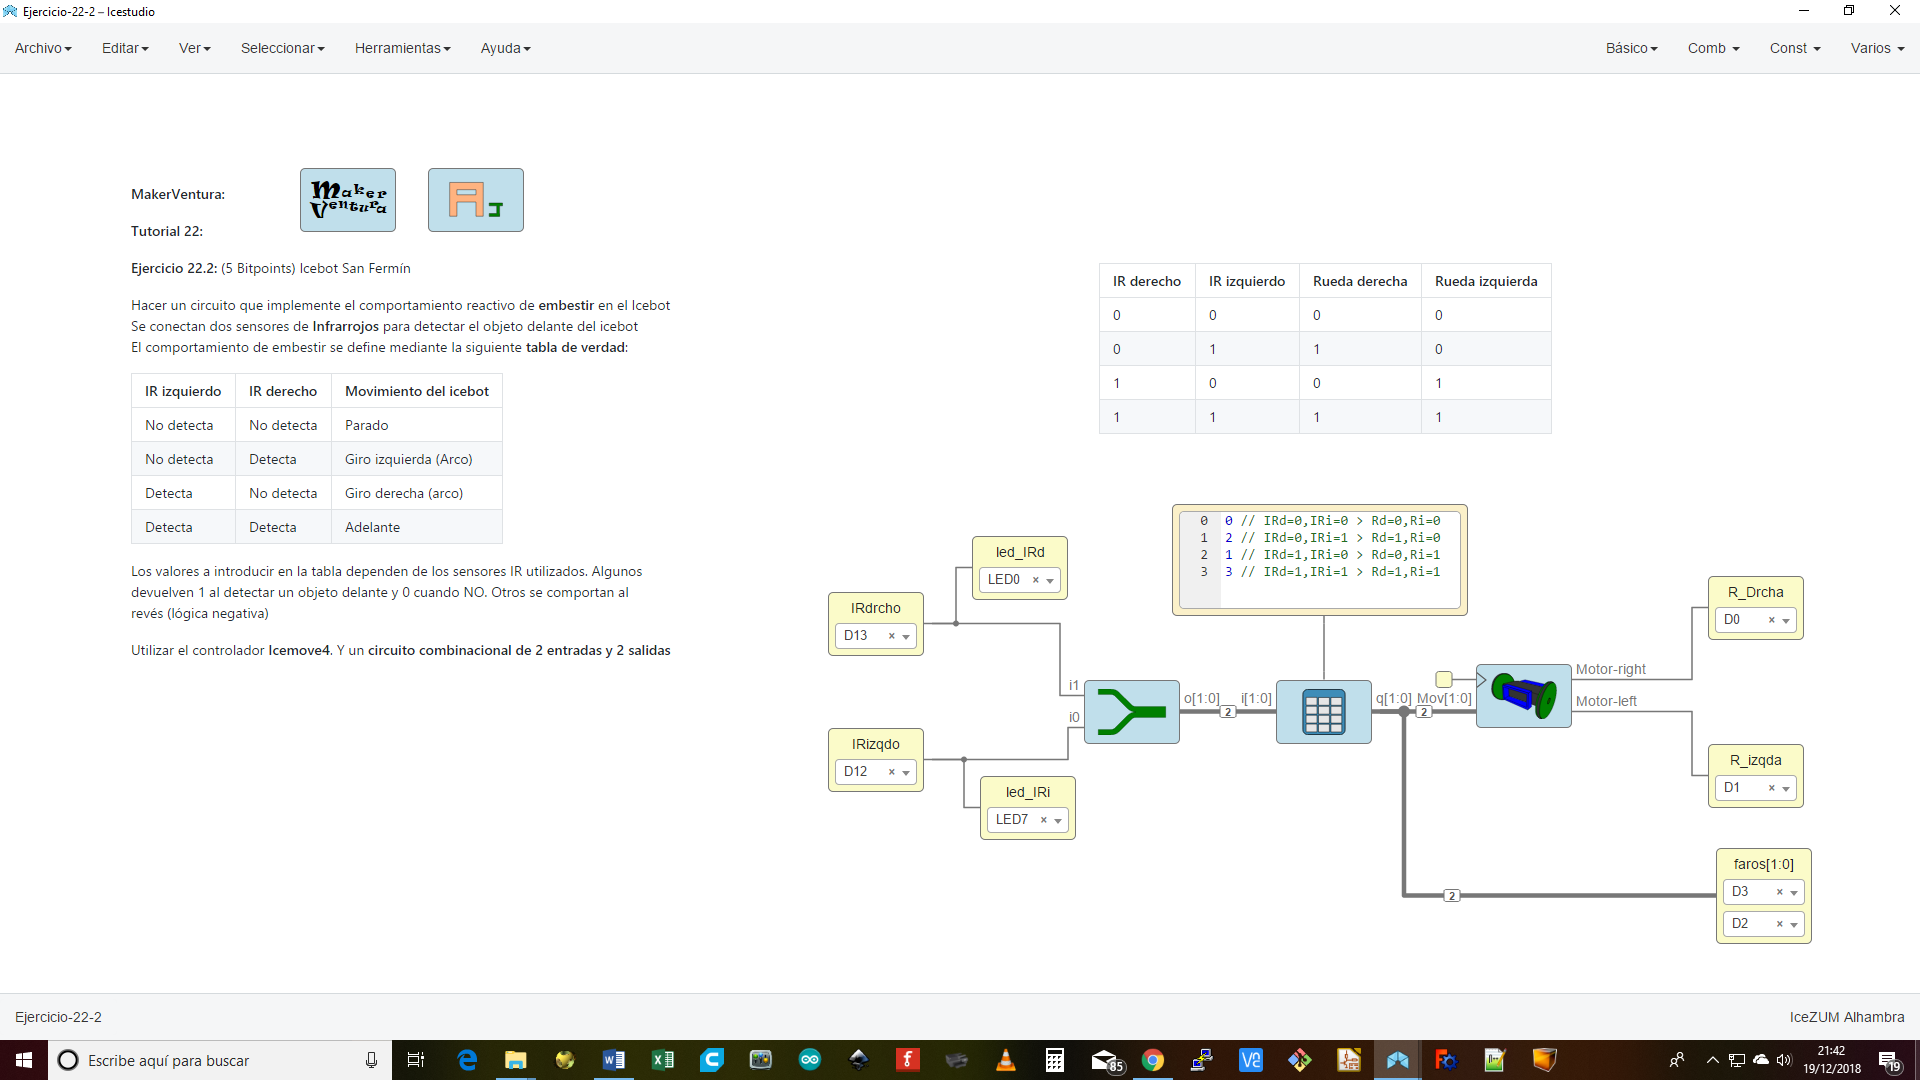 Ejercicio-22-2 – Icestudio
Archivo Editar Ver Seleccionar Herramientas Ayuda Básico Comb Const Varios
MakerVentura:
Maker
Ventura
AJ
Tutorial 22:
Ejercicio 22.2: (5 Bitpoints) Icebot San Fermín
Hacer un circuito que implemente el comportamiento reactivo de embestir en el Icebot
Se conectan dos sensores de Infrarrojos para detectar el objeto delante del icebot
El comportamiento de embestir se define mediante la siguiente tabla de verdad:
IR izquierdo IR derecho Movimiento del icebot
No detecta No detecta Parado
No detecta Detecta Giro izquierda (Arco)
Detecta No detecta Giro derecha (arco)
Detecta Detecta Adelante
Los valores a introducir en la tabla dependen de los sensores IR utilizados. Algunos
devuelven 1 al detectar un objeto delante y 0 cuando NO. Otros se comportan al
revés (lógica negativa)
Utilizar el controlador Icemove4. Y un circuito combinacional de 2 entradas y 2 salidas
IR derecho IR izquierdo Rueda derecha Rueda izquierda
0 0 0 0
0 1 1 0
1 0 0 1
1 1 1 1
0 0 // IRd=0,IRi=0 > Rd=0,Ri=0
1 2 // IRd=0,IRi=1 > Rd=1,Ri=0
2 1 // IRd=1,IRi=0 > Rd=0,Ri=1
3 3 // IRd=1,IRi=1 > Rd=1,Ri=1
led_IRd
LED0
IRdrcho
D13
IRizqdo
D12
led_IRi
LED7
i1
i0
o[1:0]
2
i[1:0]
q[1:0]
2
Mov[1:0]
Motor-right
Motor-left
R_Drcha
D0
R_izqda
D1
2
faros[1:0]
D3
D2
Ejercicio-22-2
IceZUM Alhambra
Escribe aquí para buscar
85
21:42
19/12/2018
19